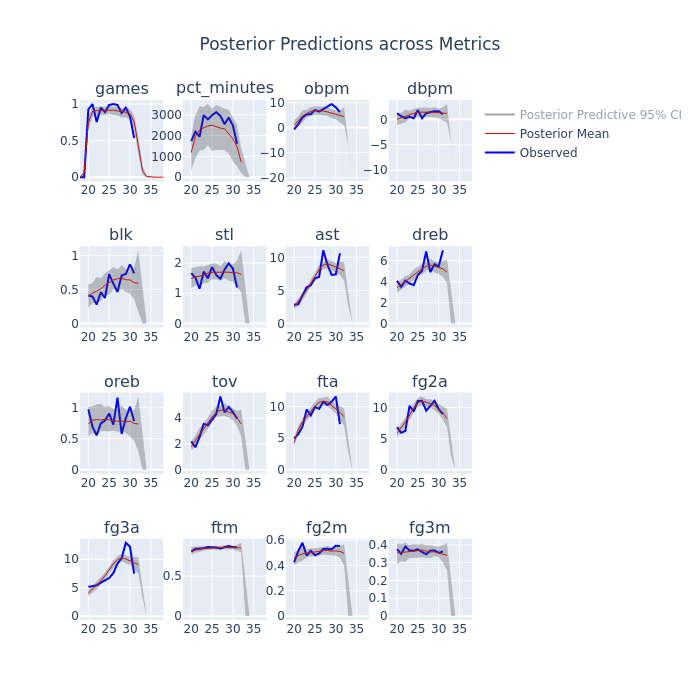 Posterior Predictions across Metrics
games pct_minutes obpm dbpm
1 0.5 0
3000 2000 1000 0
10 0 −10 −20
0 −5 −10
20 25 30 35 20 25 30 35 20 25 30 35 20 25 30 35
Posterior Predictive 95% CI
Posterior Mean
Observed
blk stl ast dreb
1 0.5 0
2 1 0
10 5 0
6 4 2 0
20 25 30 35 20 25 30 35 20 25 30 35 20 25 30 35
oreb tov fta fg2a
1 0.5 0
4 2 0
10 5 0
10 5 0
20 25 30 35 20 25 30 35 20 25 30 35 20 25 30 35
fg3a ftm fg2m fg3m
10 5 0
0.5 0
0.6 0.4 0.2 0
0.4 0.3 0.2 0.1 0
20 25 30 35 20 25 30 35 20 25 30 35 20 25 30 35